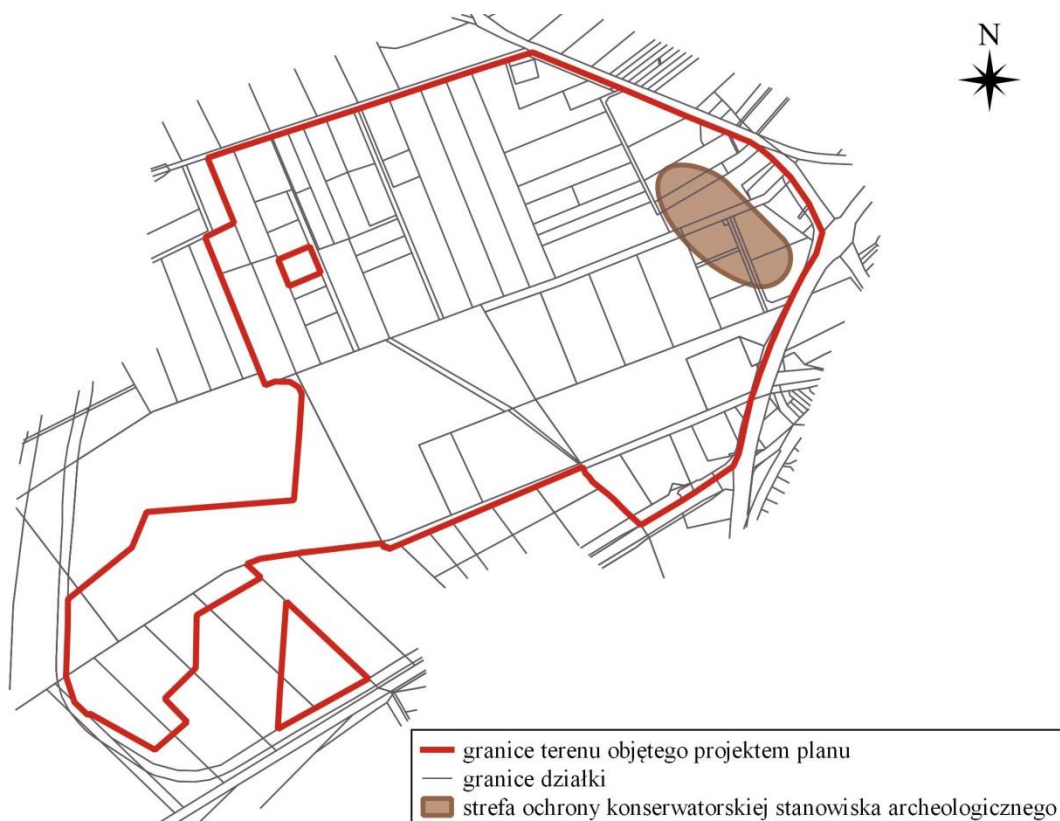 N
granice terenu objętego projektem planu
granice działki
strefa ochrony konserwatorskiej stanowiska archeologicznego